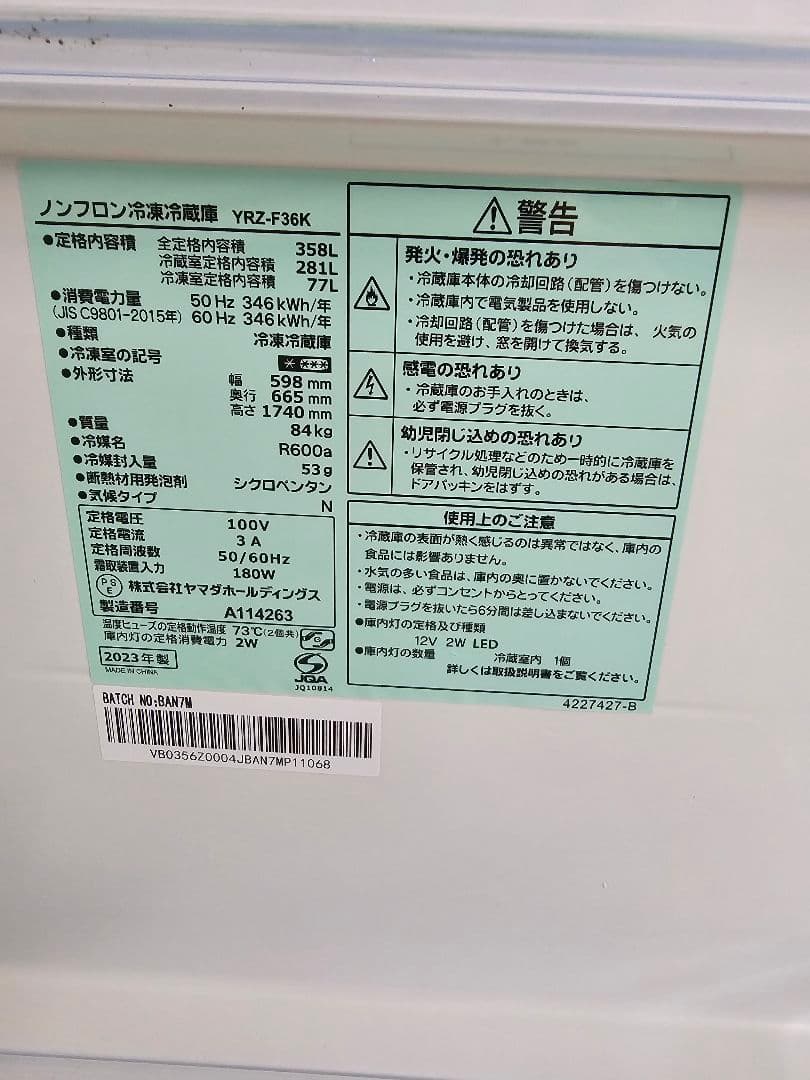 ノンフロン冷凍冷蔵庫 YRZ-F36K
●定格内容積 全定格内容積 358L
冷蔵室定格内容積 281L
冷凍室定格内容積 77L
●消費電力量 50Hz 346kWh/年
(JIS C9801-2015年) 60Hz 346kWh/年
●種類 冷凍冷蔵庫
●冷凍室の記号
●外形寸法 幅 598mm
奥行 665mm
高さ 1740mm
●質量 84kg
●冷媒名 R600a
●冷媒封入量 53g
●断熱材用発泡剤 シクロペンタン
●気候タイプ N
定格電圧 100V
定格電流 3A
定格周波数 50/60Hz
霜取装置入力 180W
PSE 株式会社ヤマダホールディングス
製造番号 A114263
温度ヒューズの定格動作温度 73℃(2個共)
庫内灯の定格消費電力 2W
2023年製
MADE IN CHINA
G
JQA
JQ10814
⚠警告
発火・爆発の恐れあり
・冷蔵庫本体の冷却回路(配管)を傷つけない。
・冷蔵庫内で電気製品を使用しない。
・冷却回路(配管)を傷つけた場合は、火気の
使用を避け、窓を開けて換気する。
感電の恐れあり
・冷蔵庫のお手入れのときは、
必ず電源プラグを抜く。
幼児閉じ込めの恐れあり
・リサイクル処理などのため一時的に冷蔵庫を
保管され、幼児閉じ込めの恐れがある場合は、
ドアパッキンをはずす。
使用上のご注意
・冷蔵庫の表面が熱く感じるのは異常ではなく、庫内の
食品には影響ありません。
・水気の多い食品は、庫内の奥に置かないでください。
・電源は、必ずコンセントからとってください。
・電源プラグを抜いたら6分間は差し込まないでください。
●庫内灯の定格及び種類
12V 2W LED
●庫内灯の数量 冷蔵室内 1個
詳しくは取扱説明書をご覧ください。
4227427-B
BATCH NO:BAN7M
VB0356Z0004JBAN7MP11068